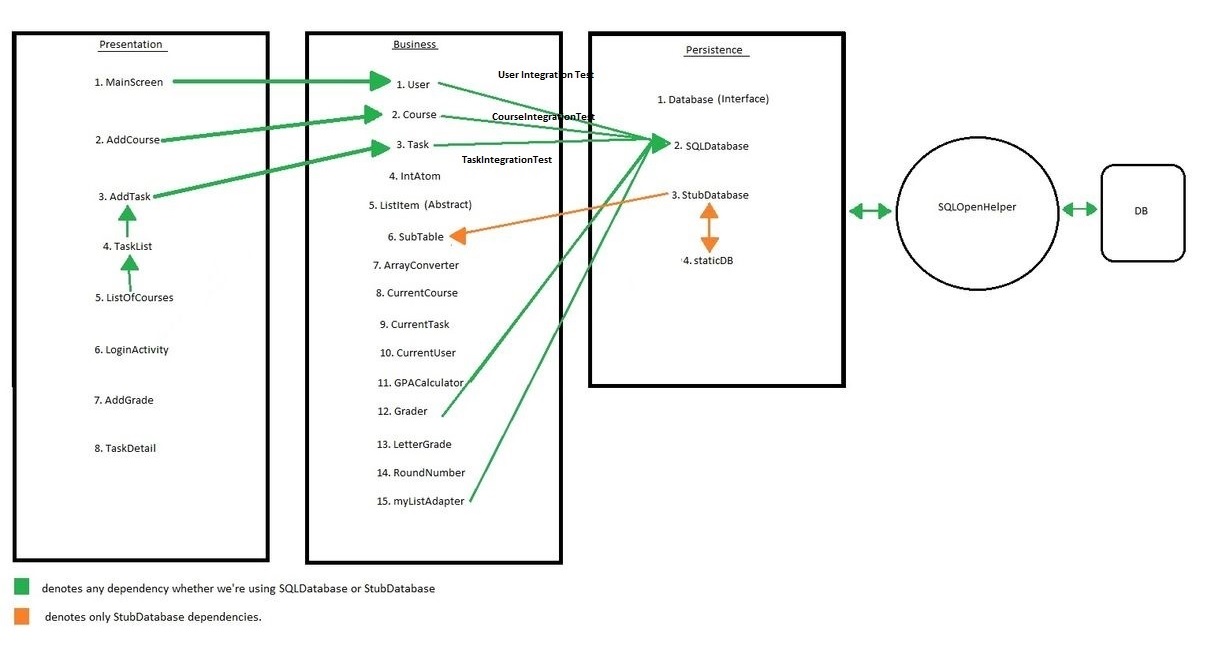 Presentation
1. MainScreen
2. AddCourse
3. AddTask
4. TaskList
5. ListOfCourses
6. LoginActivity
7. AddGrade
8. TaskDetail
Business
1. User
2. Course
3. Task
4. IntAtom
5. ListItem (Abstract)
6. SubTable
7. ArrayConverter
8. CurrentCourse
9. CurrentTask
10. CurrentUser
11. GPACalculator
12. Grader
13. LetterGrade
14. RoundNumber
15. myListAdapter
User Integration Test
CourseIntegrationTest
TaskIntegrationTest
Persistence
1. Database (Interface)
2. SQLDatabase
3. StubDatabase
4. staticDB
SQLOpenHelper
DB
denotes any dependency whether we're using SQLDatabase or StubDatabase
denotes only StubDatabase dependencies.